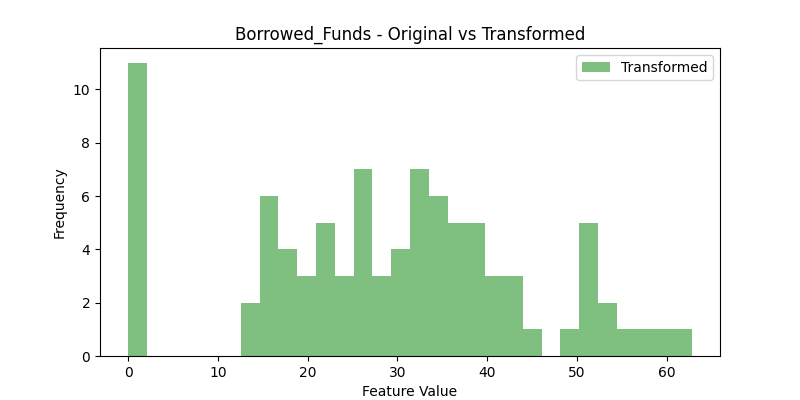 Borrowed_Funds - Original vs Transformed
Transformed
Frequency
10
8
6
4
2
0
0 10 20 30 40 50 60
Feature Value